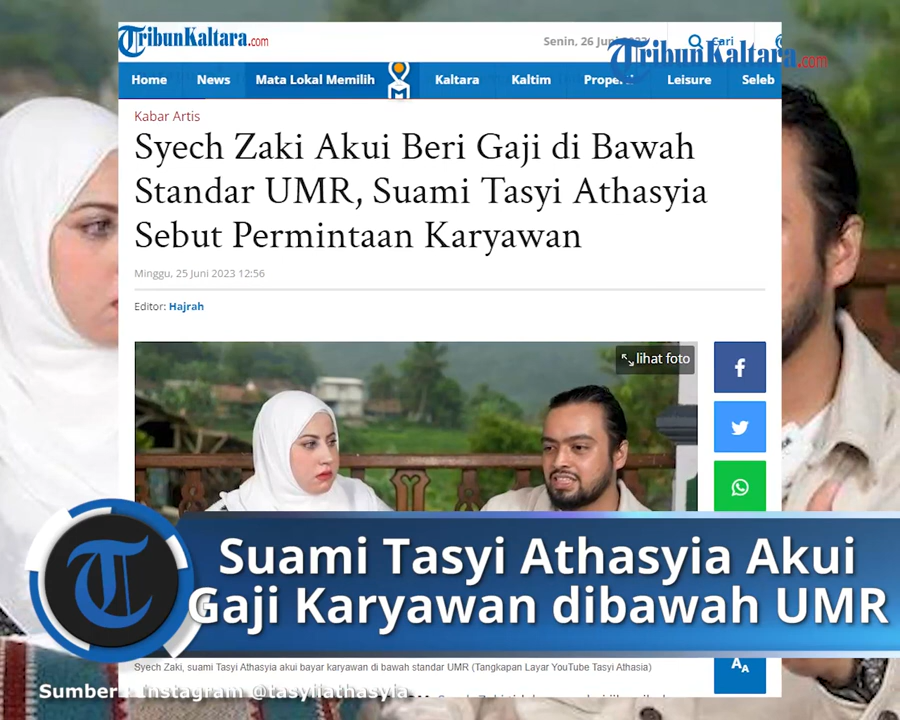 TribunKaltara.com
Senin, 26 Juni 2023
Cari
TribunKaltara.com
Home News Mata Lokal Memilih Kaltara Kaltim Leisure Seleb
Kabar Artis
Syech Zaki Akui Beri Gaji di Bawah
Standar UMR, Suami Tasyi Athasyia
Sebut Permintaan Karyawan
Minggu, 25 Juni 2023 12:56
Editor: Hajrah
lihat foto
Suami Tasyi Athasyia Akui
Gaji Karyawan dibawah UMR
Syech Zaki, suami Tasyi Athasyia akui bayar karyawan di bawah standar UMR (Tangkapan Layar YouTube Tasyi Athasia)
AA
Sumber : Instagram @tasyiiathasyia